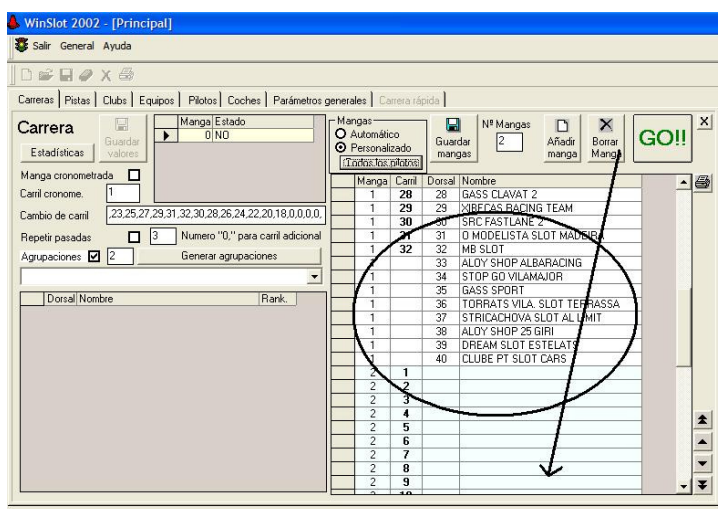 WinSlot 2002 - [Principal]
Salir General Ayuda
Carreras Pistas Clubs Equipos Pilotos Coches Parámetros generales Carrera rápida
Carrera
Guardar valores
Estadísticas
Manga Estado
0 NO
Manga cronometrada
Carril cronome. 1
Cambio de carril ,23,25,27,29,31,32,30,28,26,24,22,20,18,0,0,0,0,
Repetir pasadas 3 Numero "0," para carril adicional
Agrupaciones 2 Generar agrupaciones
Dorsal Nombre Rank.
Mangas
Automático
Personalizado
Todos los pilotos
Guardar mangas
Nº Mangas
2
Añadir manga
Borrar Manga
GO!!
Manga Carril Dorsal Nombre
1 28 28 GASS CLAVAT 2
1 29 29 XIRECAS RACING TEAM
1 30 30 SRC FASTLANE 2
1 31 31 O MODELISTA SLOT MADEIRA
1 32 32 MB SLOT
1 33 ALOY SHOP ALBARACING
1 34 STOP GO VILAMAJOR
1 35 GASS SPORT
1 36 TORRATS VILA. SLOT TERRASSA
1 37 STRICACHOVA SLOT AL LIMIT
1 38 ALOY SHOP 25 GIRI
1 39 DREAM SLOT ESTELATS
1 40 CLUBE PT SLOT CARS
2 1
2 2
2 3
2 4
2 5
2 6
2 7
2 8
2 9
2 10